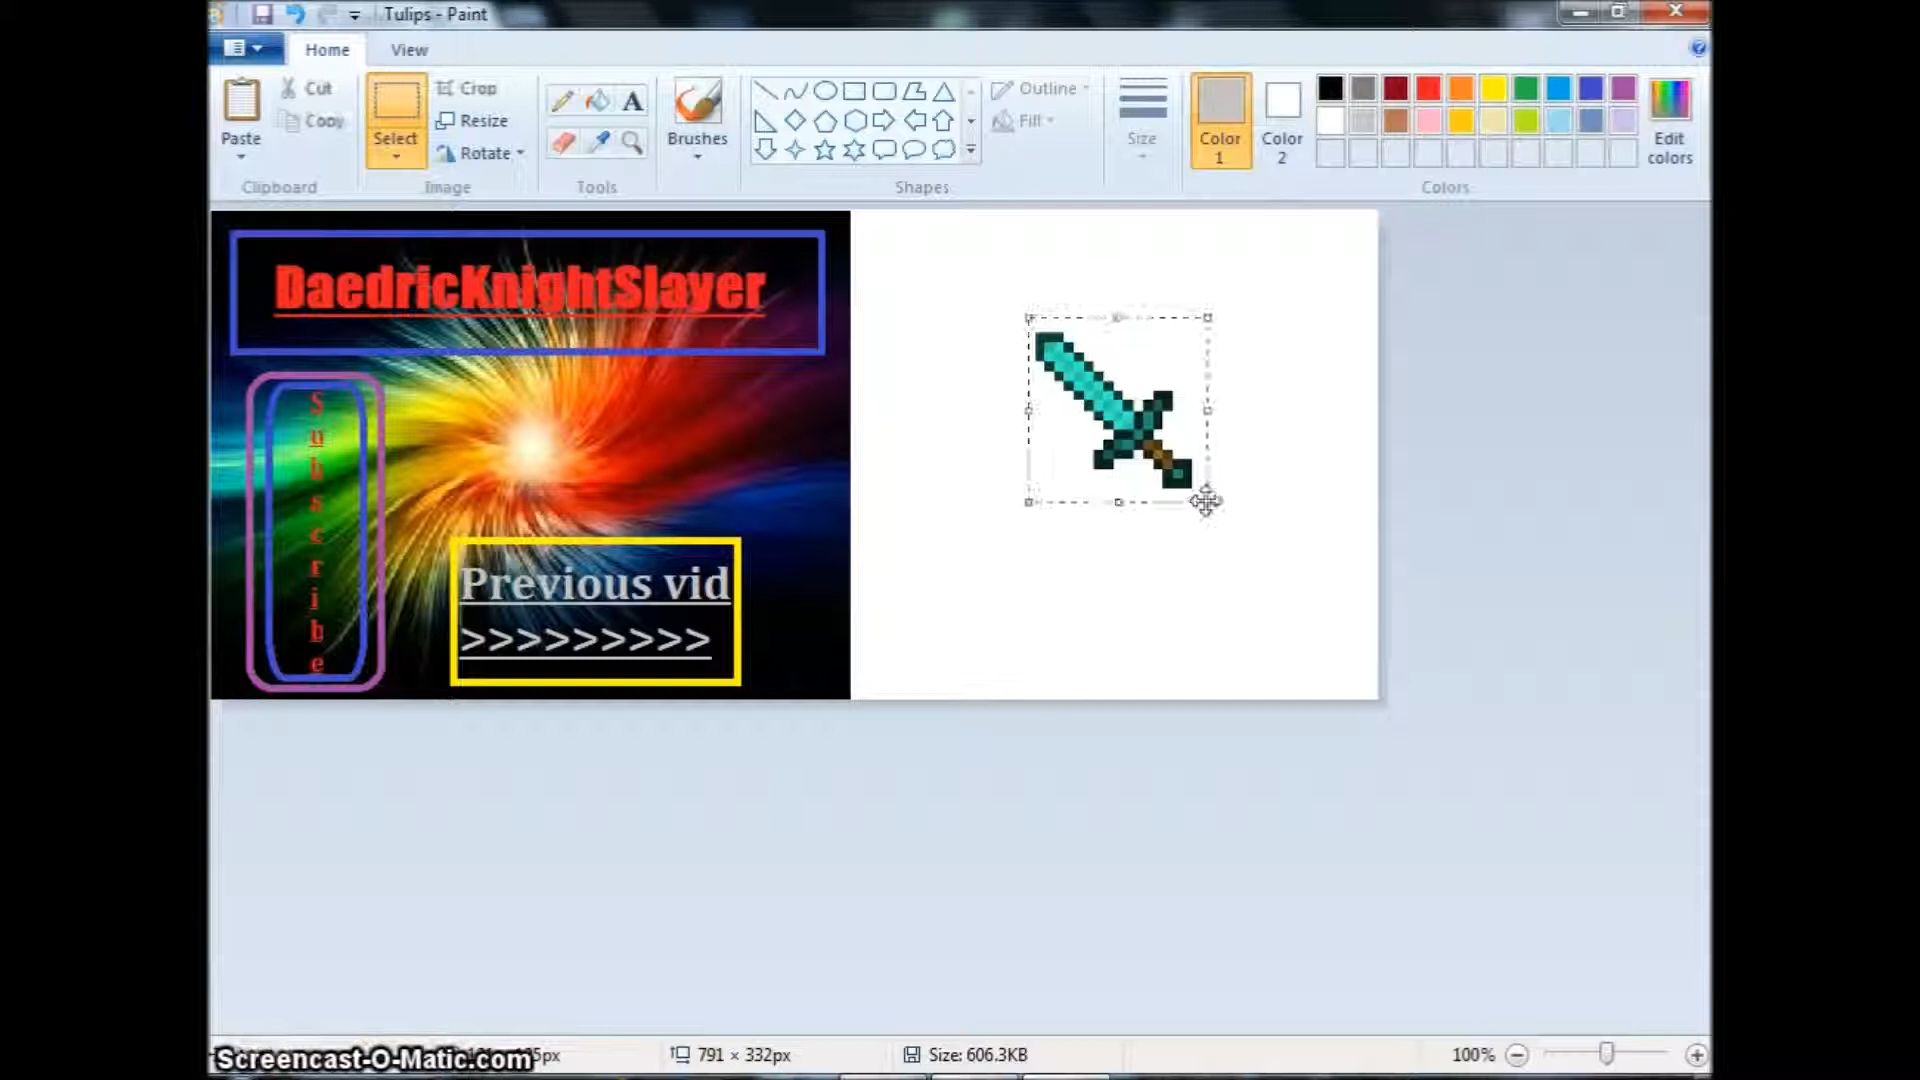 Tulips - Paint
Home View
Paste
Cut
Copy
Clipboard
Select
Crop
Resize
Rotate
Image
A
Tools
Brushes
Shapes
Outline
Fill
Size
Color
1
Color
2
Edit
colors
Colors
DaedricKnightSlayer
S
u
b
s
c
r
i
b
e
Previous vid
>>>>>>>>>
Screencast-O-Matic.com
791 × 332px
Size: 606.3KB
100%